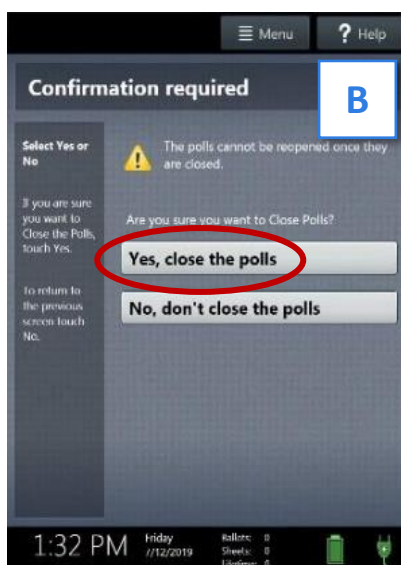 Menu
? Help
Confirmation required
B
Select Yes or
No
If you are sure
you want to
Close the Polls,
touch Yes.
To return to
the previous
screen touch
No.
The polls cannot be reopened once they
are closed.
Are you sure you want to Close Polls?
Yes, close the polls
No, don't close the polls
1:32 PM
Friday
7/12/2019
Ballots: 0
Sheets: 0
Lifetime: 0